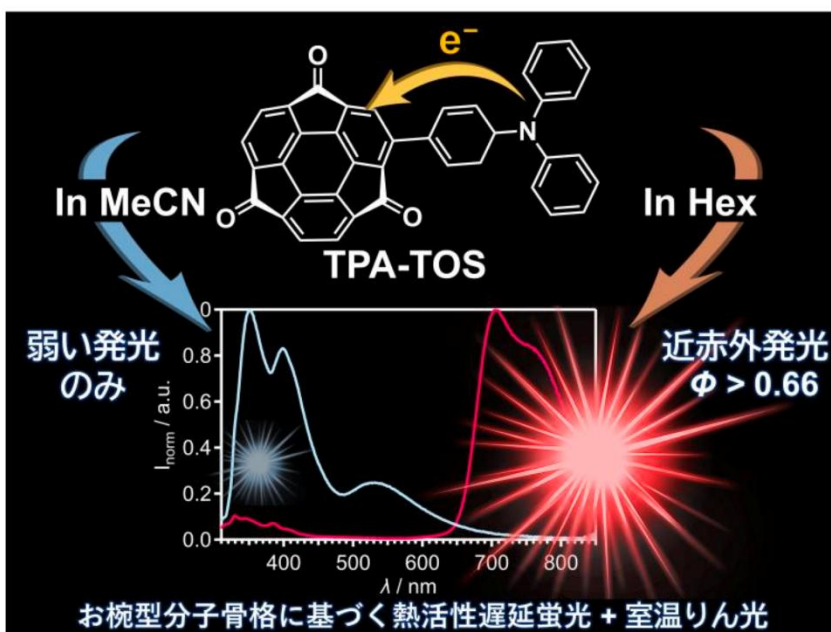 e⁻
O
N
O
O
In MeCN
In Hex
TPA-TOS
弱い発光
のみ
近赤外発光
Φ > 0.66
0
0.8
0.6
0.4
0.2
0.0
Inorm / a.u.
400
500
600
700
800
λ / nm
お椀型分子骨格に基づく熱活性遅延蛍光 + 室温りん光